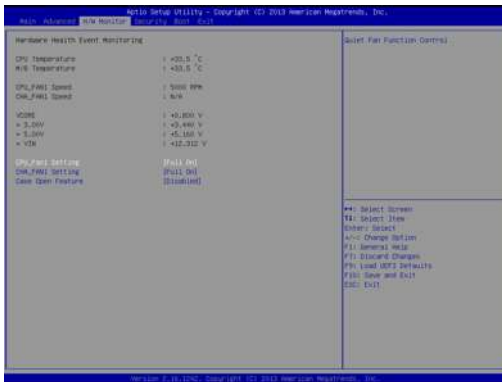 Aptio Setup Utility - Copyright (C) 2013 American Megatrends, Inc.
Main Advanced H/W Monitor Security Boot Exit
Hardware Health Event Monitoring
Quiet Fan Function Control
CPU Temperature : +33.5 °C
M/B Temperature : +33.5 °C
CPU_FAN1 Speed : 5000 RPM
CHA_FAN1 Speed : N/A
VCORE : +0.800 V
+ 3.00V : +3.440 V
+ 5.00V : +5.160 V
+ VIN : +12.312 V
CPU_Fan1 Setting [Full On]
CHA_FAN1 Setting [Full On]
Case Open Feature [Disabled]
►◄: Select Screen
↑↓: Select Item
Enter: Select
+/-: Change Option
F1: General Help
F7: Discard Changes
F9: Load UEFI Defaults
F10: Save and Exit
ESC: Exit
Version 2.16.1242. Copyright (C) 2013 American Megatrends, Inc.